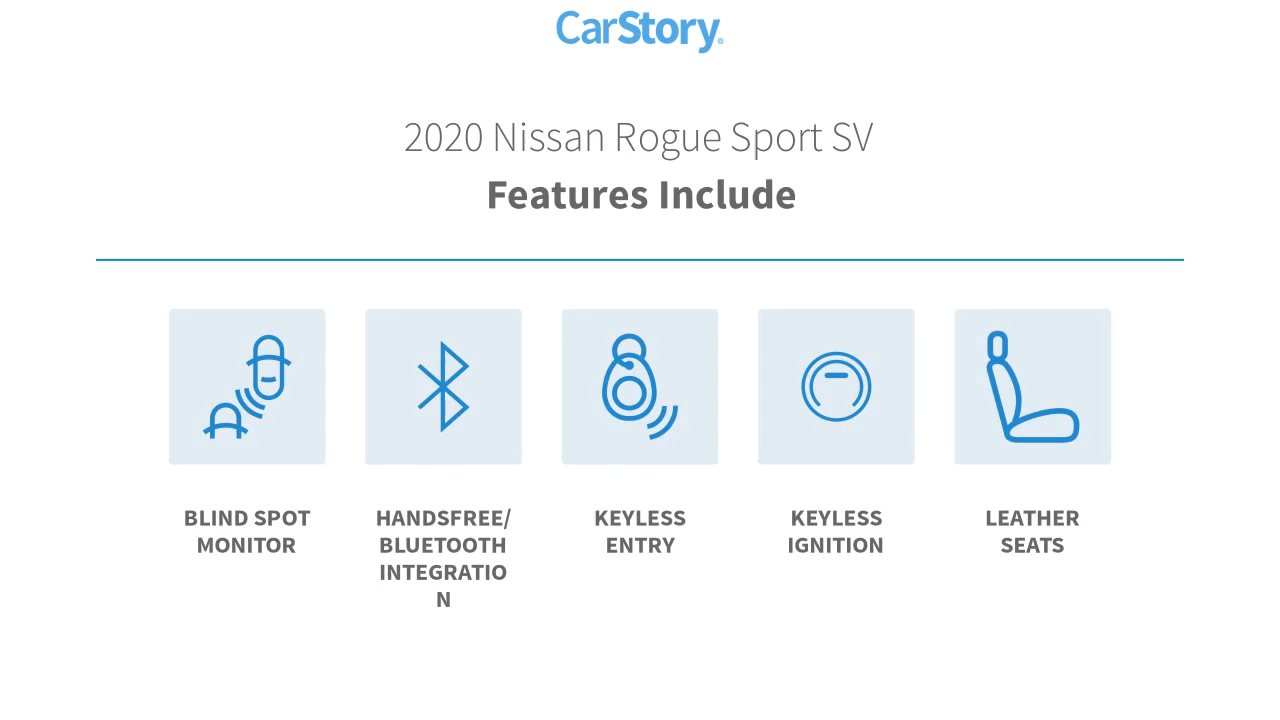 CarStory®
2020 Nissan Rogue Sport SV
Features Include
BLIND SPOT
MONITOR
HANDSFREE/
BLUETOOTH
INTEGRATIO
N
KEYLESS
ENTRY
KEYLESS
IGNITION
LEATHER
SEATS